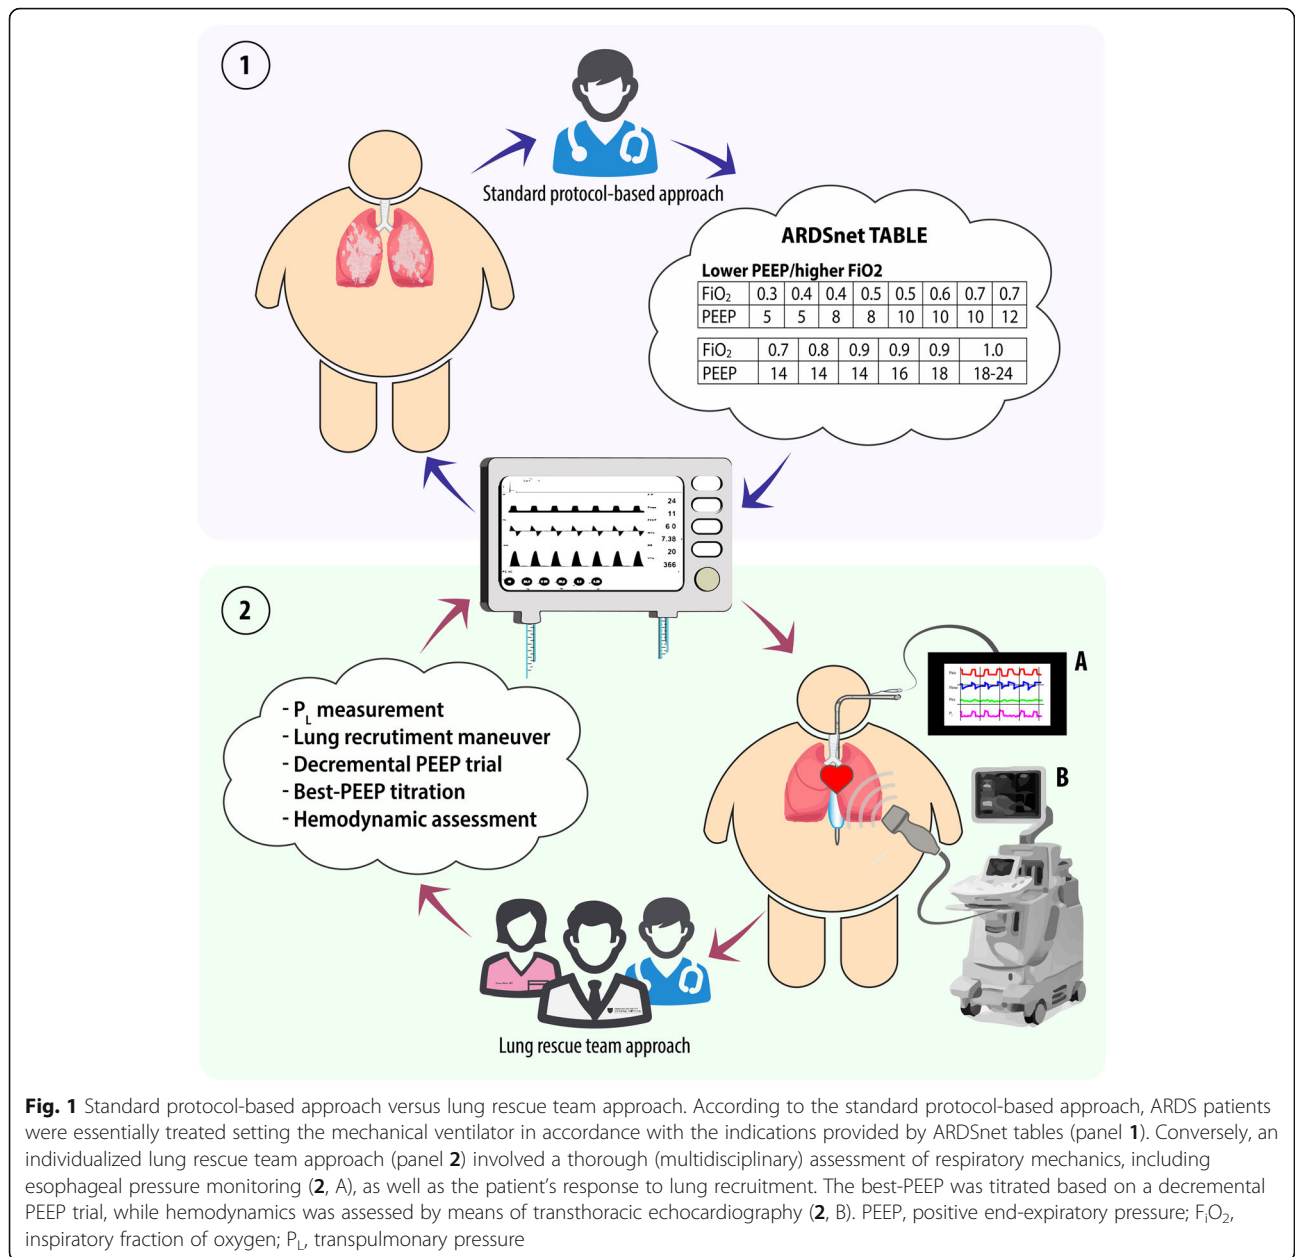 1
Standard protocol-based approach
ARDSnet TABLE
Lower PEEP/higher FiO2
FiO₂ 0.3 0.4 0.4 0.5 0.5 0.6 0.7 0.7
PEEP 5 5 8 8 10 10 10 12
FiO₂ 0.7 0.8 0.9 0.9 0.9 1.0
PEEP 14 14 14 16 18 18-24
24
11
6 0
7.38
20
366
2
- P_L measurement
- Lung recrutiment maneuver
- Decremental PEEP trial
- Best-PEEP titration
- Hemodynamic assessment
A
B
Lung rescue team approach
Fig. 1 Standard protocol-based approach versus lung rescue team approach. According to the standard protocol-based approach, ARDS patients
were essentially treated setting the mechanical ventilator in accordance with the indications provided by ARDSnet tables (panel 1). Conversely, an
individualized lung rescue team approach (panel 2) involved a thorough (multidisciplinary) assessment of respiratory mechanics, including
esophageal pressure monitoring (2, A), as well as the patient's response to lung recruitment. The best-PEEP was titrated based on a decremental
PEEP trial, while hemodynamics was assessed by means of transthoracic echocardiography (2, B). PEEP, positive end-expiratory pressure; FᵢO₂,
inspiratory fraction of oxygen; P_L, transpulmonary pressure